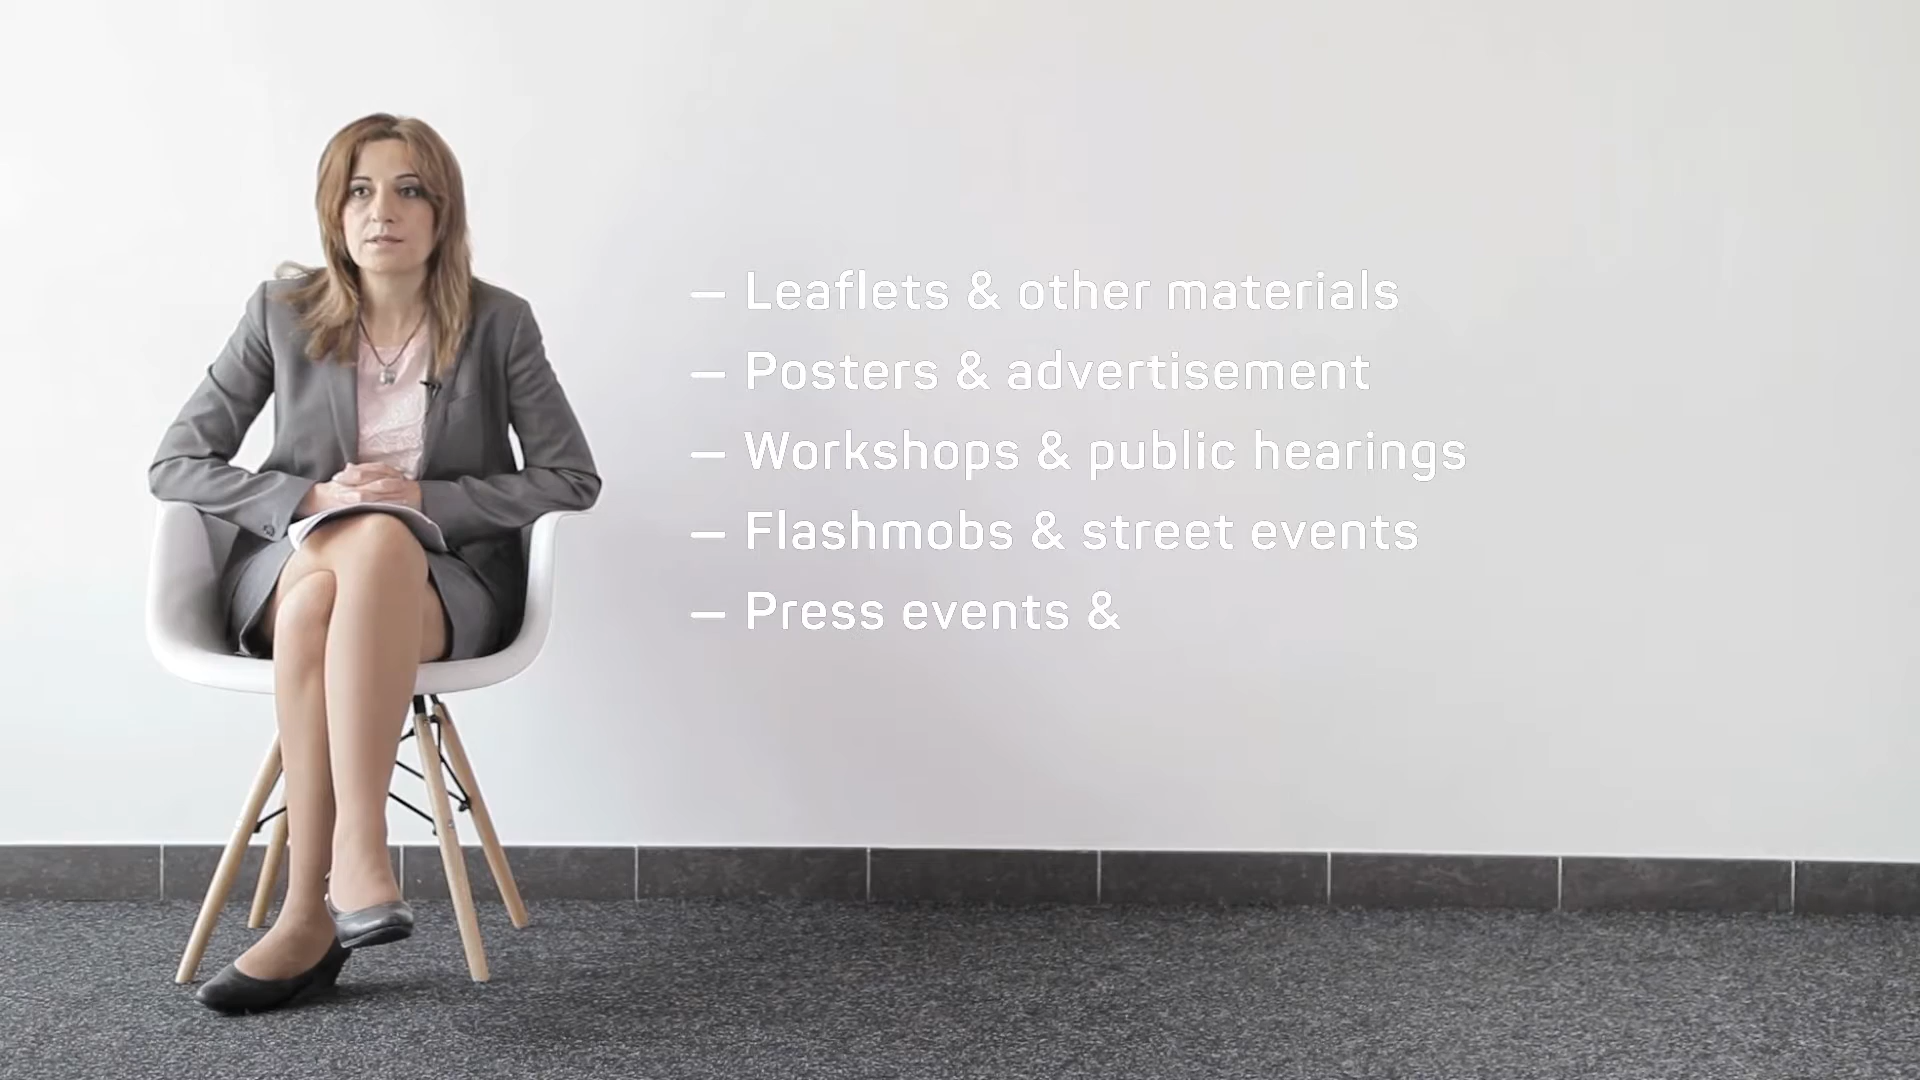 — Leaflets & other materials
— Posters & advertisement
— Workshops & public hearings
— Flashmobs & street events
— Press events &